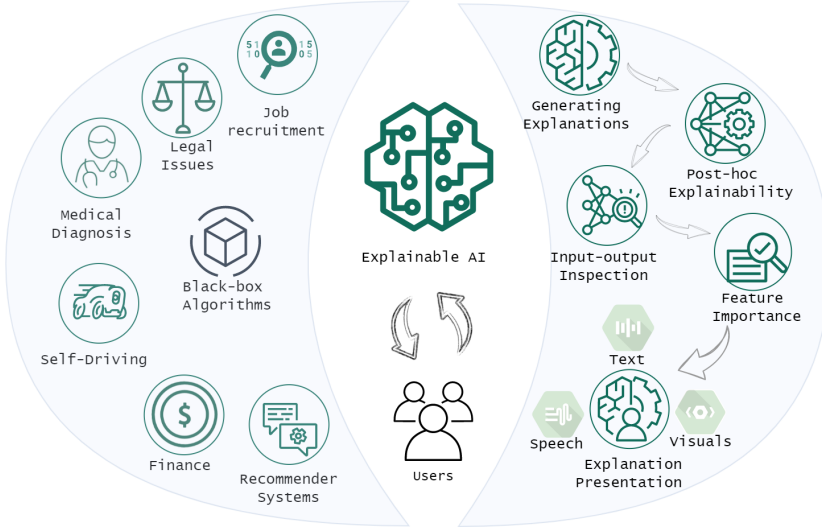 51 15
10 05
Job
recruitment
Legal
Issues
Medical
Diagnosis
Black-box
Algorithms
Self-Driving
$
Finance
Recommender
Systems
Explainable AI
Users
Generating
Explanations
Post-hoc
Explainability
Input-output
Inspection
Feature
Importance
Text
Speech
Visuals
Explanation
Presentation